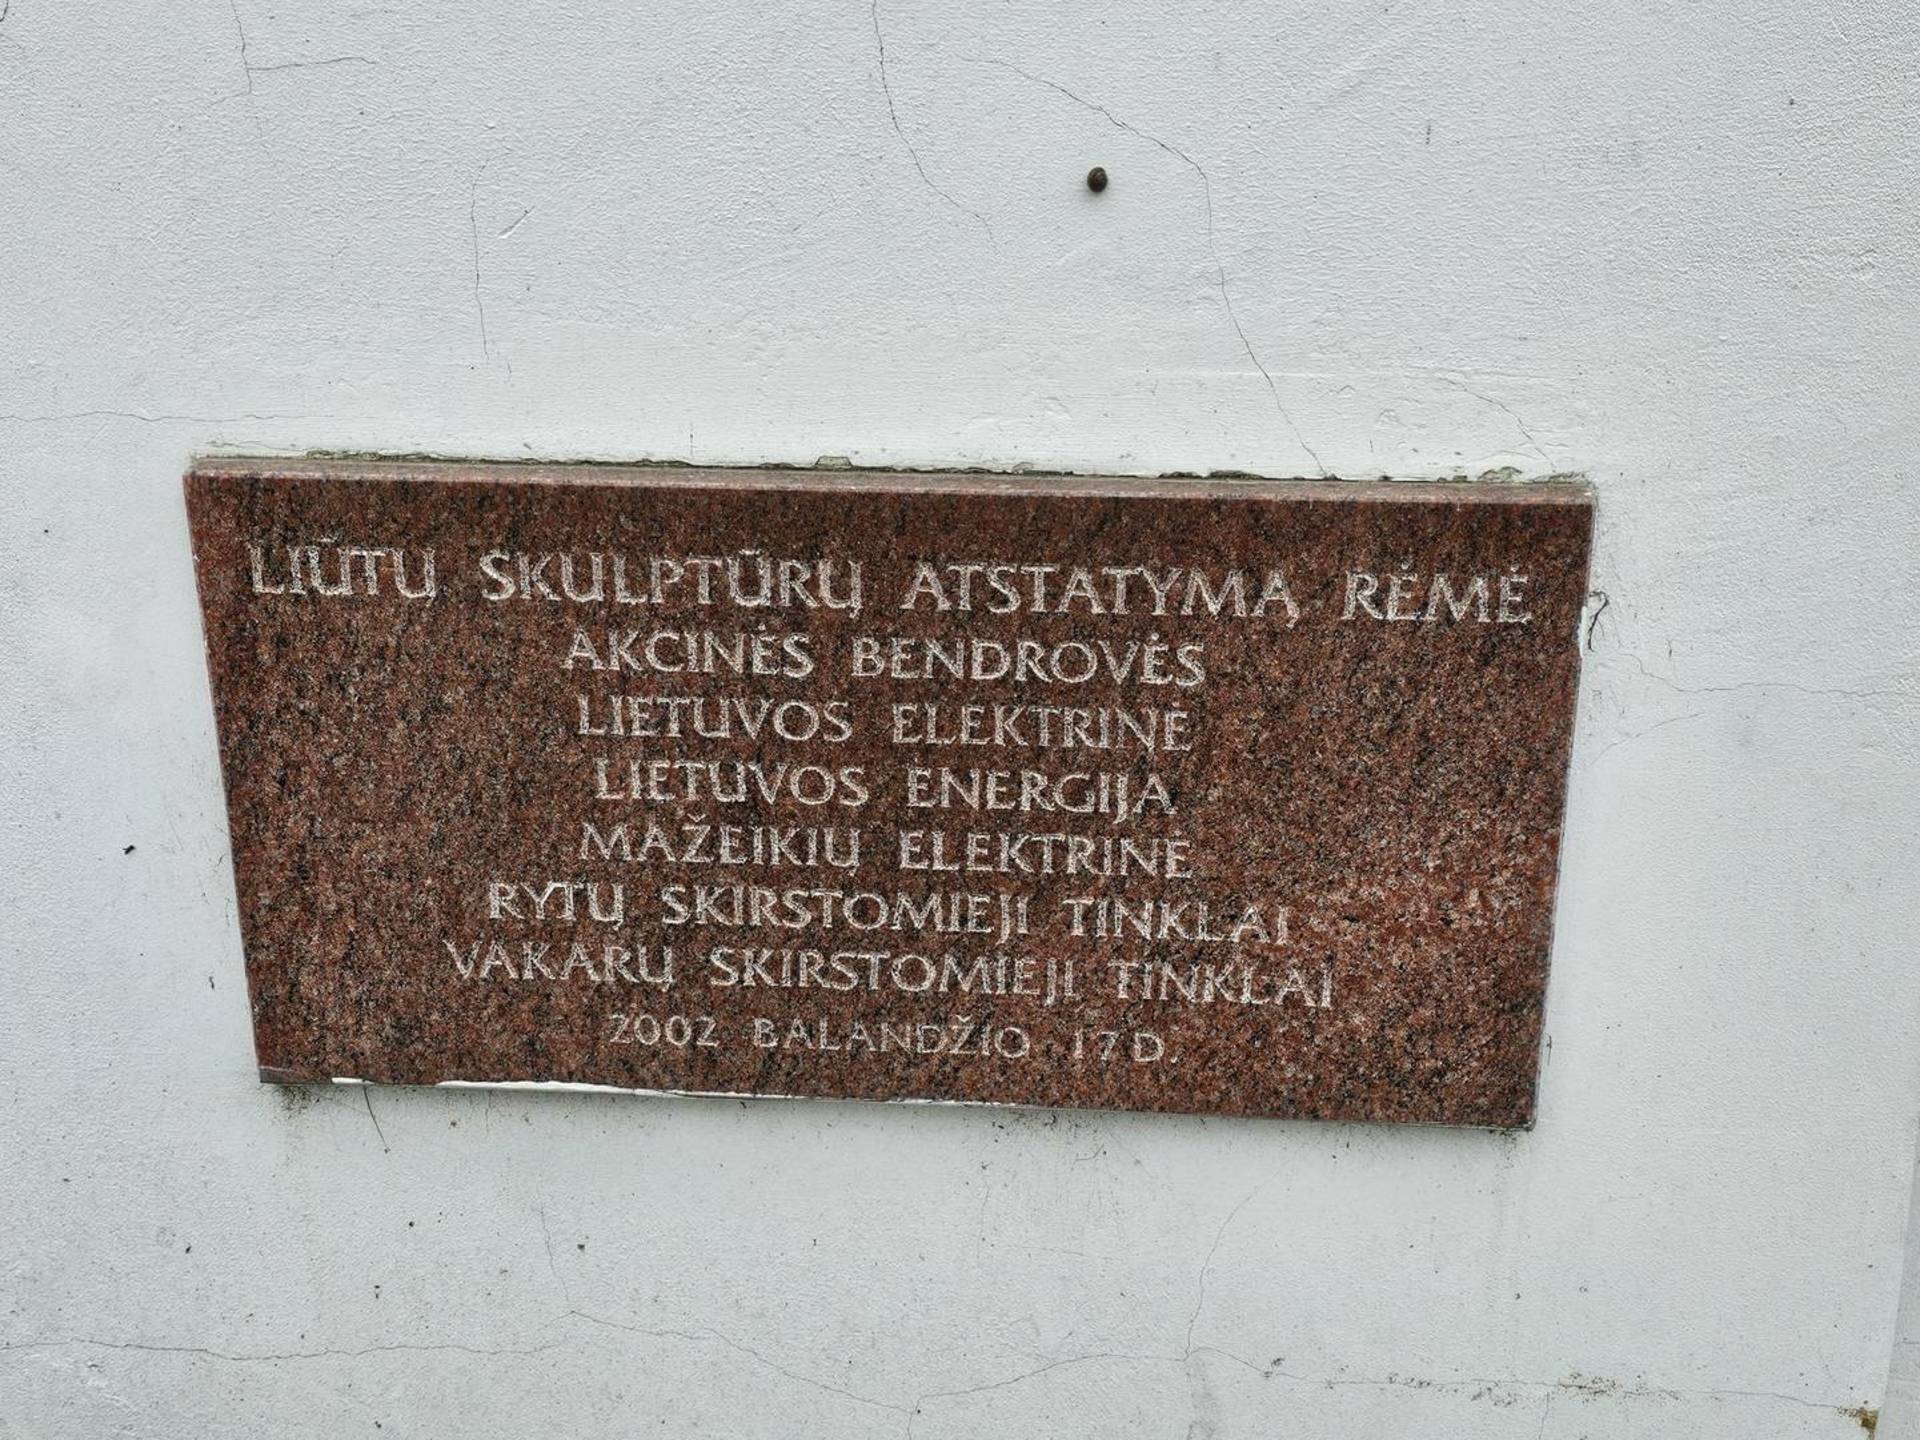 LIŪTŲ SKULPTŪRŲ ATSTATYMĄ RĖMĖ
AKCINĖS BENDROVĖS
LIETUVOS ELEKTRINĖ
LIETUVOS ENERGIJA
MAŽEIKIŲ ELEKTRINĖ
RYTŲ SKIRSTOMIEJI TINKLAI
VAKARŲ SKIRSTOMIEJI TINKLAI
2002 BALANDŽIO 17 D.